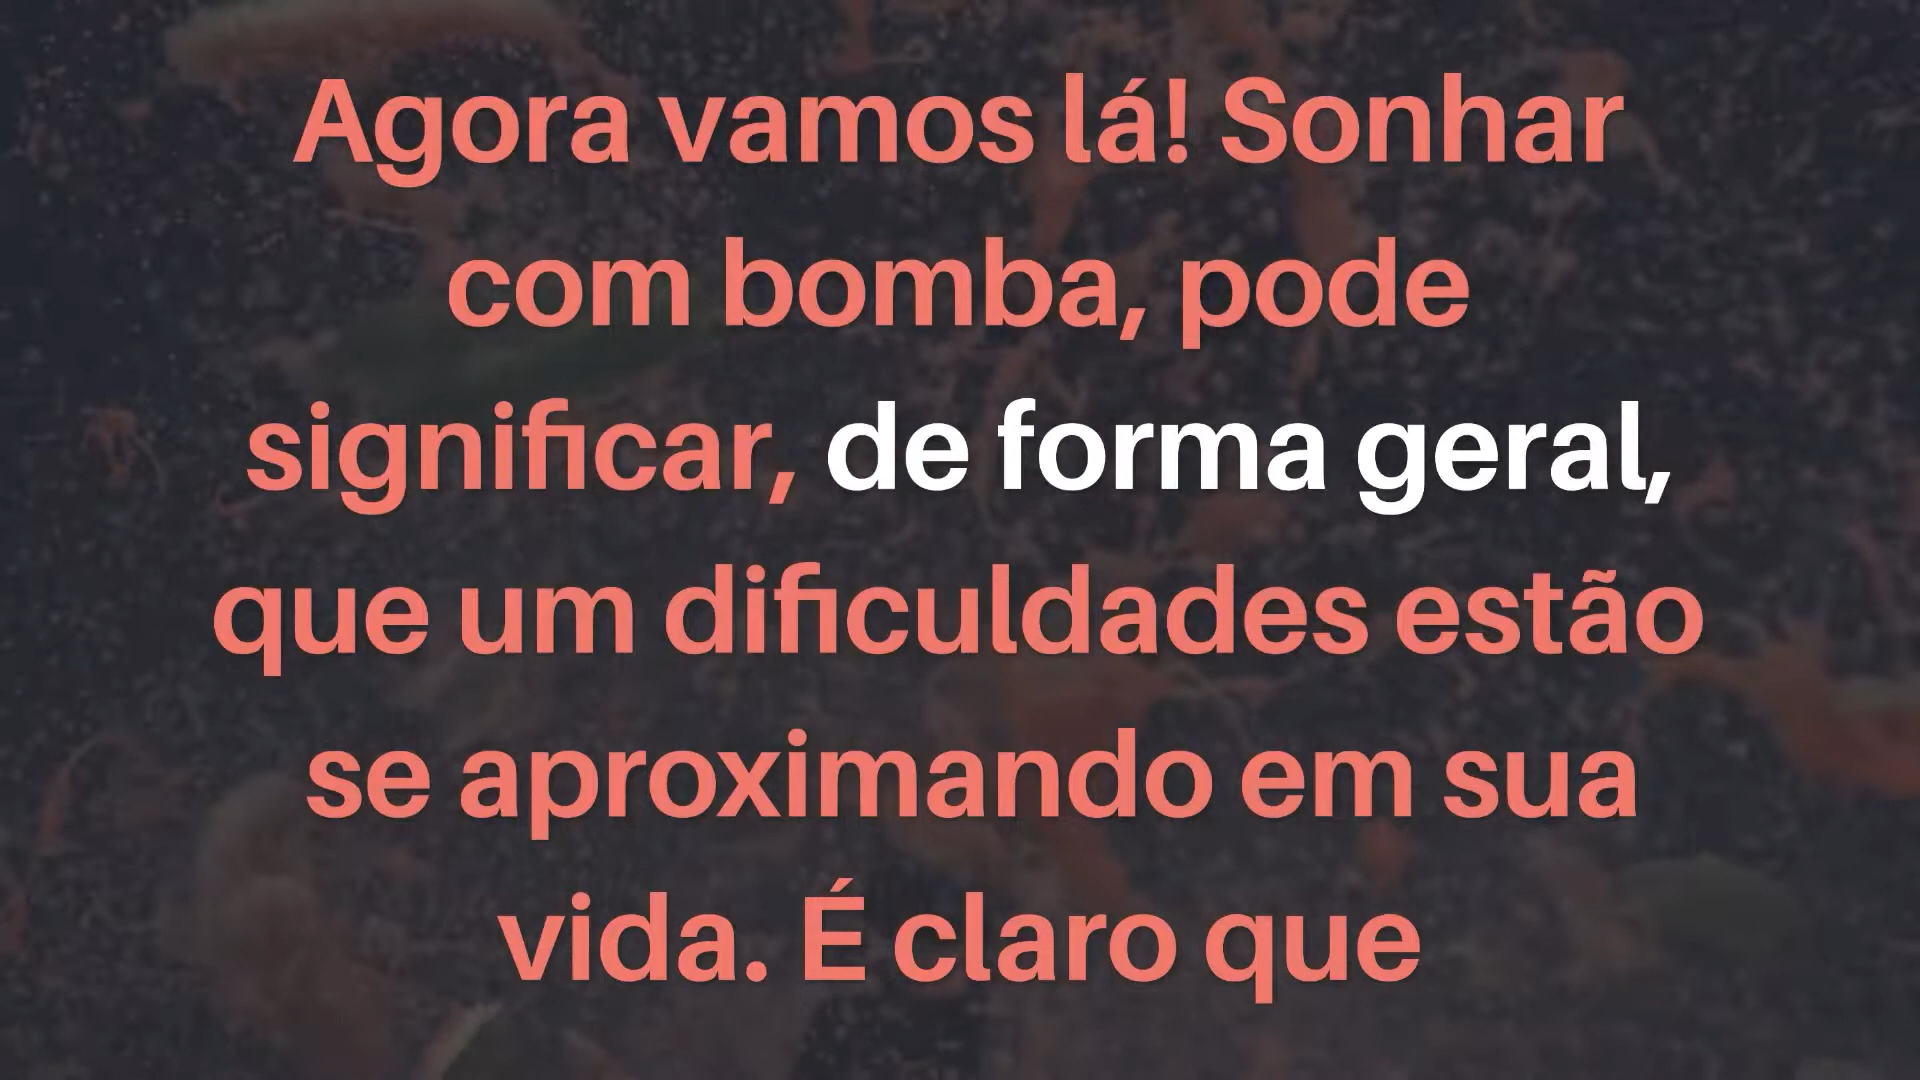 Agora vamos lá! Sonhar
com bomba, pode
significar, de forma geral,
que um dificuldades estão
se aproximando em sua
vida. É claro que